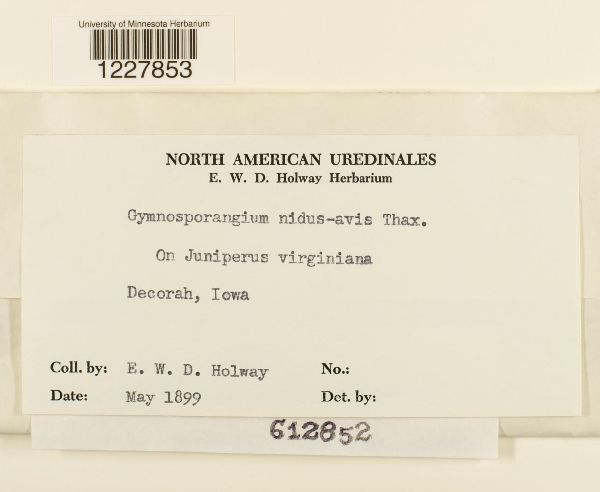 University of Minnesota Herbarium
1227853
NORTH AMERICAN UREDINALES
E. W. D. Holway Herbarium
Gymnosporangium nidus-avis Thax.
On Juniperus virginiana
Decorah, Iowa
Coll. by: E. W. D. Holway No.:
Date: May 1899 Det. by:
612852